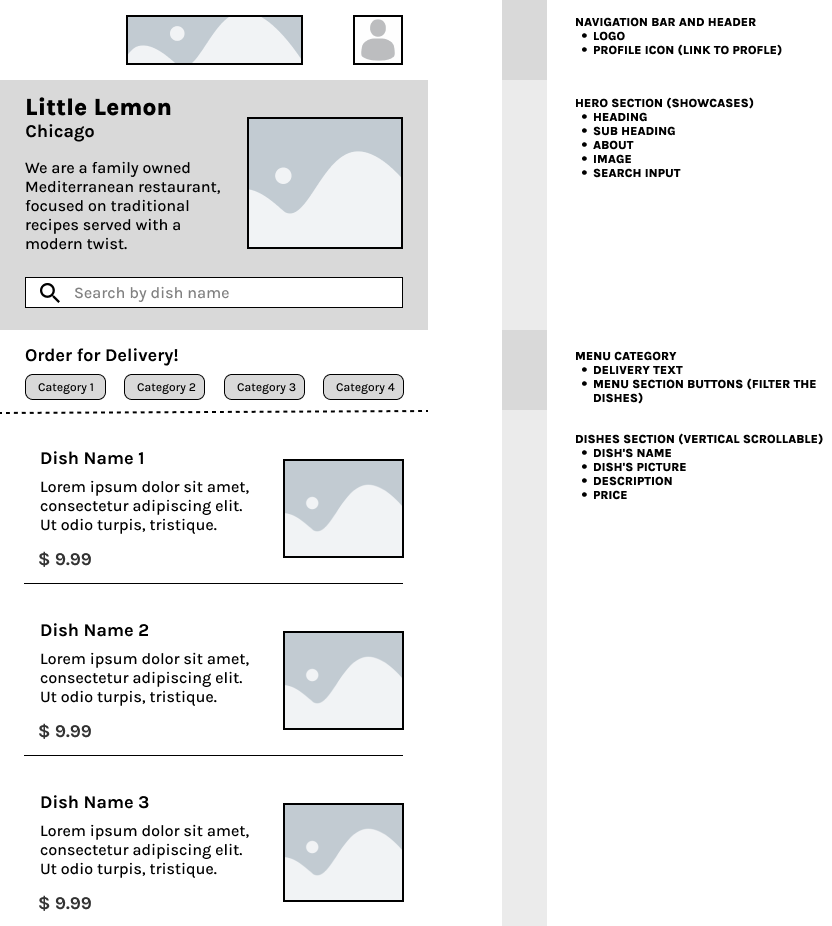 Little Lemon
Chicago
We are a family owned
Mediterranean restaurant,
focused on traditional
recipes served with a
modern twist.
Search by dish name
Order for Delivery!
Category 1
Category 2
Category 3
Category 4
Dish Name 1
Lorem ipsum dolor sit amet,
consectetur adipiscing elit.
Ut odio turpis, tristique.
$ 9.99
Dish Name 2
Lorem ipsum dolor sit amet,
consectetur adipiscing elit.
Ut odio turpis, tristique.
$ 9.99
Dish Name 3
Lorem ipsum dolor sit amet,
consectetur adipiscing elit.
Ut odio turpis, tristique.
$ 9.99
NAVIGATION BAR AND HEADER
• LOGO
• PROFILE ICON (LINK TO PROFLE)
HERO SECTION (SHOWCASES)
• HEADING
• SUB HEADING
• ABOUT
• IMAGE
• SEARCH INPUT
MENU CATEGORY
• DELIVERY TEXT
• MENU SECTION BUTTONS (FILTER THE
DISHES)
DISHES SECTION (VERTICAL SCROLLABLE)
• DISH'S NAME
• DISH'S PICTURE
• DESCRIPTION
• PRICE